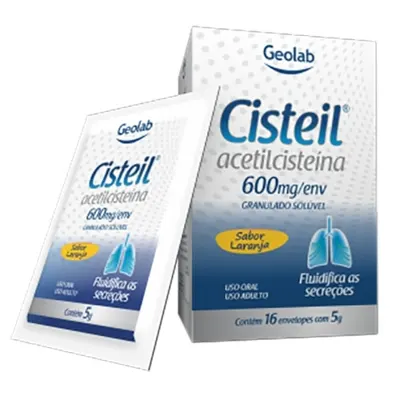 Geolab
Cisteil®
acetilcisteína
600mg/env
GRANULADO SOLÚVEL
Sabor
Laranja
Fluidifica as
secreções
USO ORAL
USO ADULTO
Contém 5g
Geolab
Cisteil®
acetilcisteína
600mg/env
GRANULADO SOLÚVEL
Sabor
Laranja
Fluidifica as
secreções
USO ORAL
USO ADULTO
Contém 16 envelopes com 5g